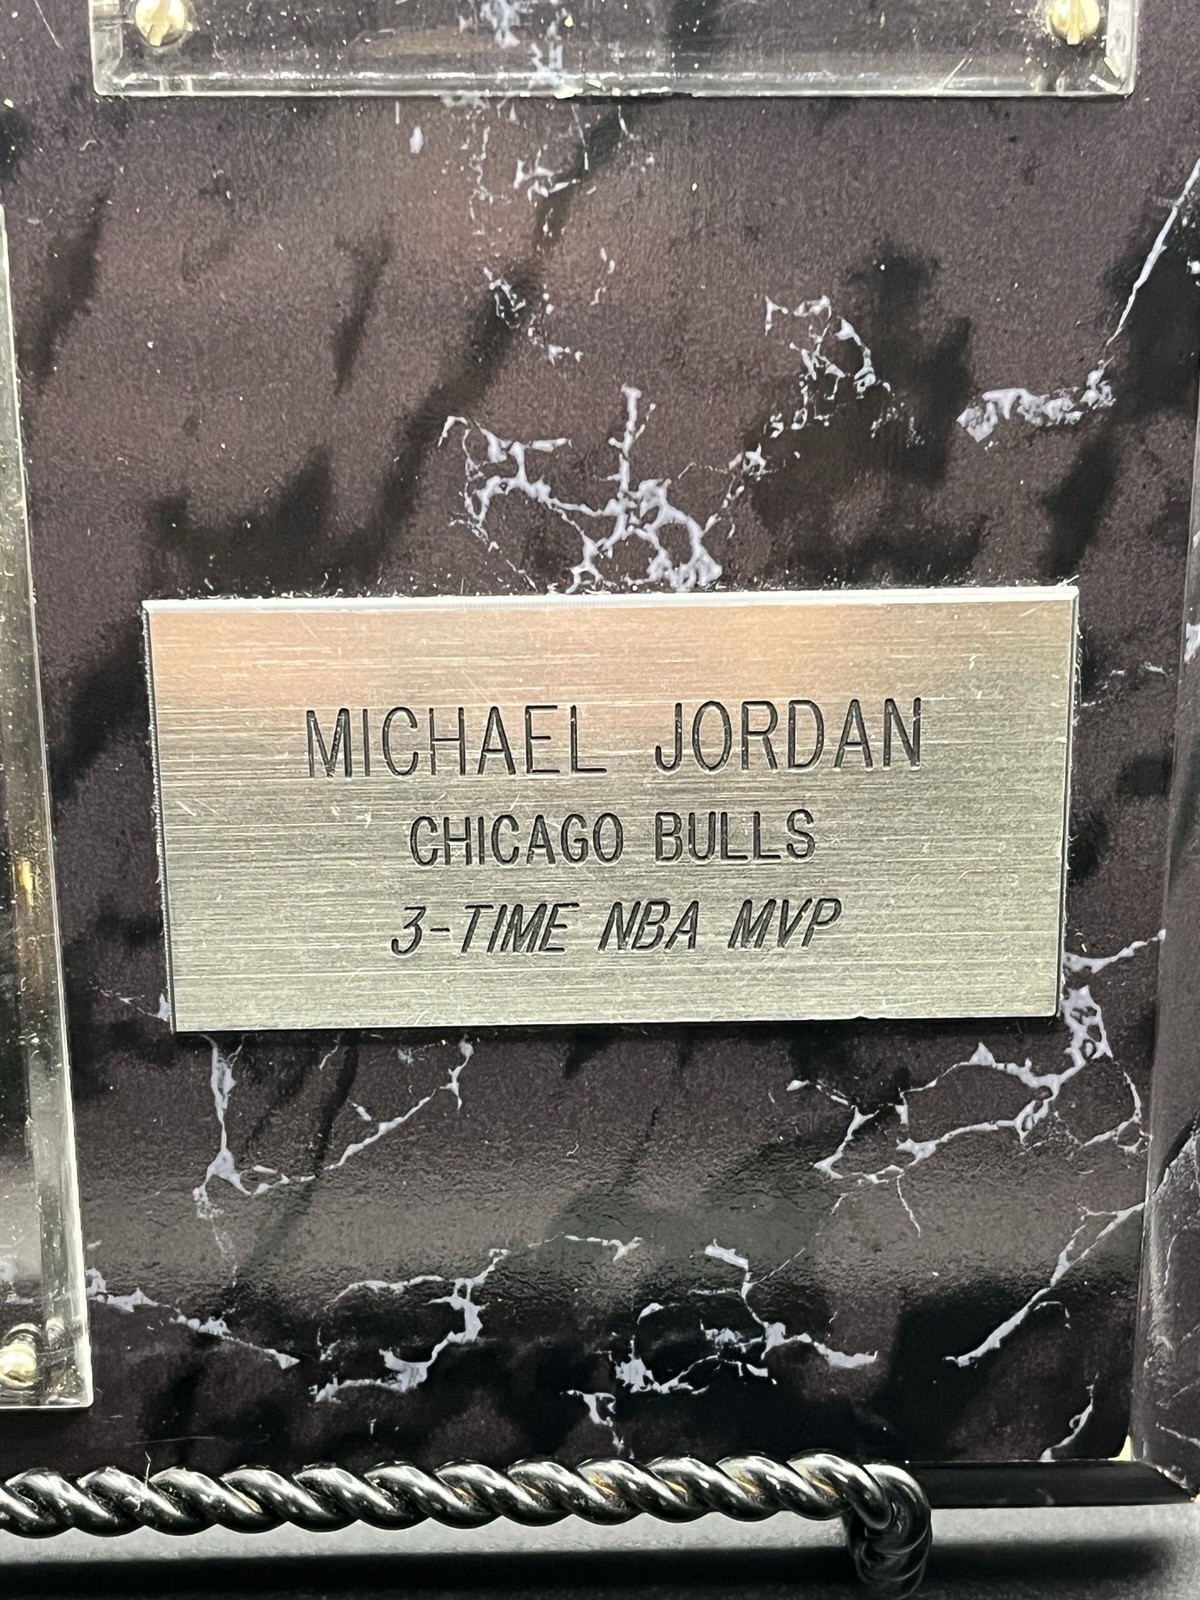 MICHAEL JORDAN
CHICAGO BULLS
3-TIME NBA MVP